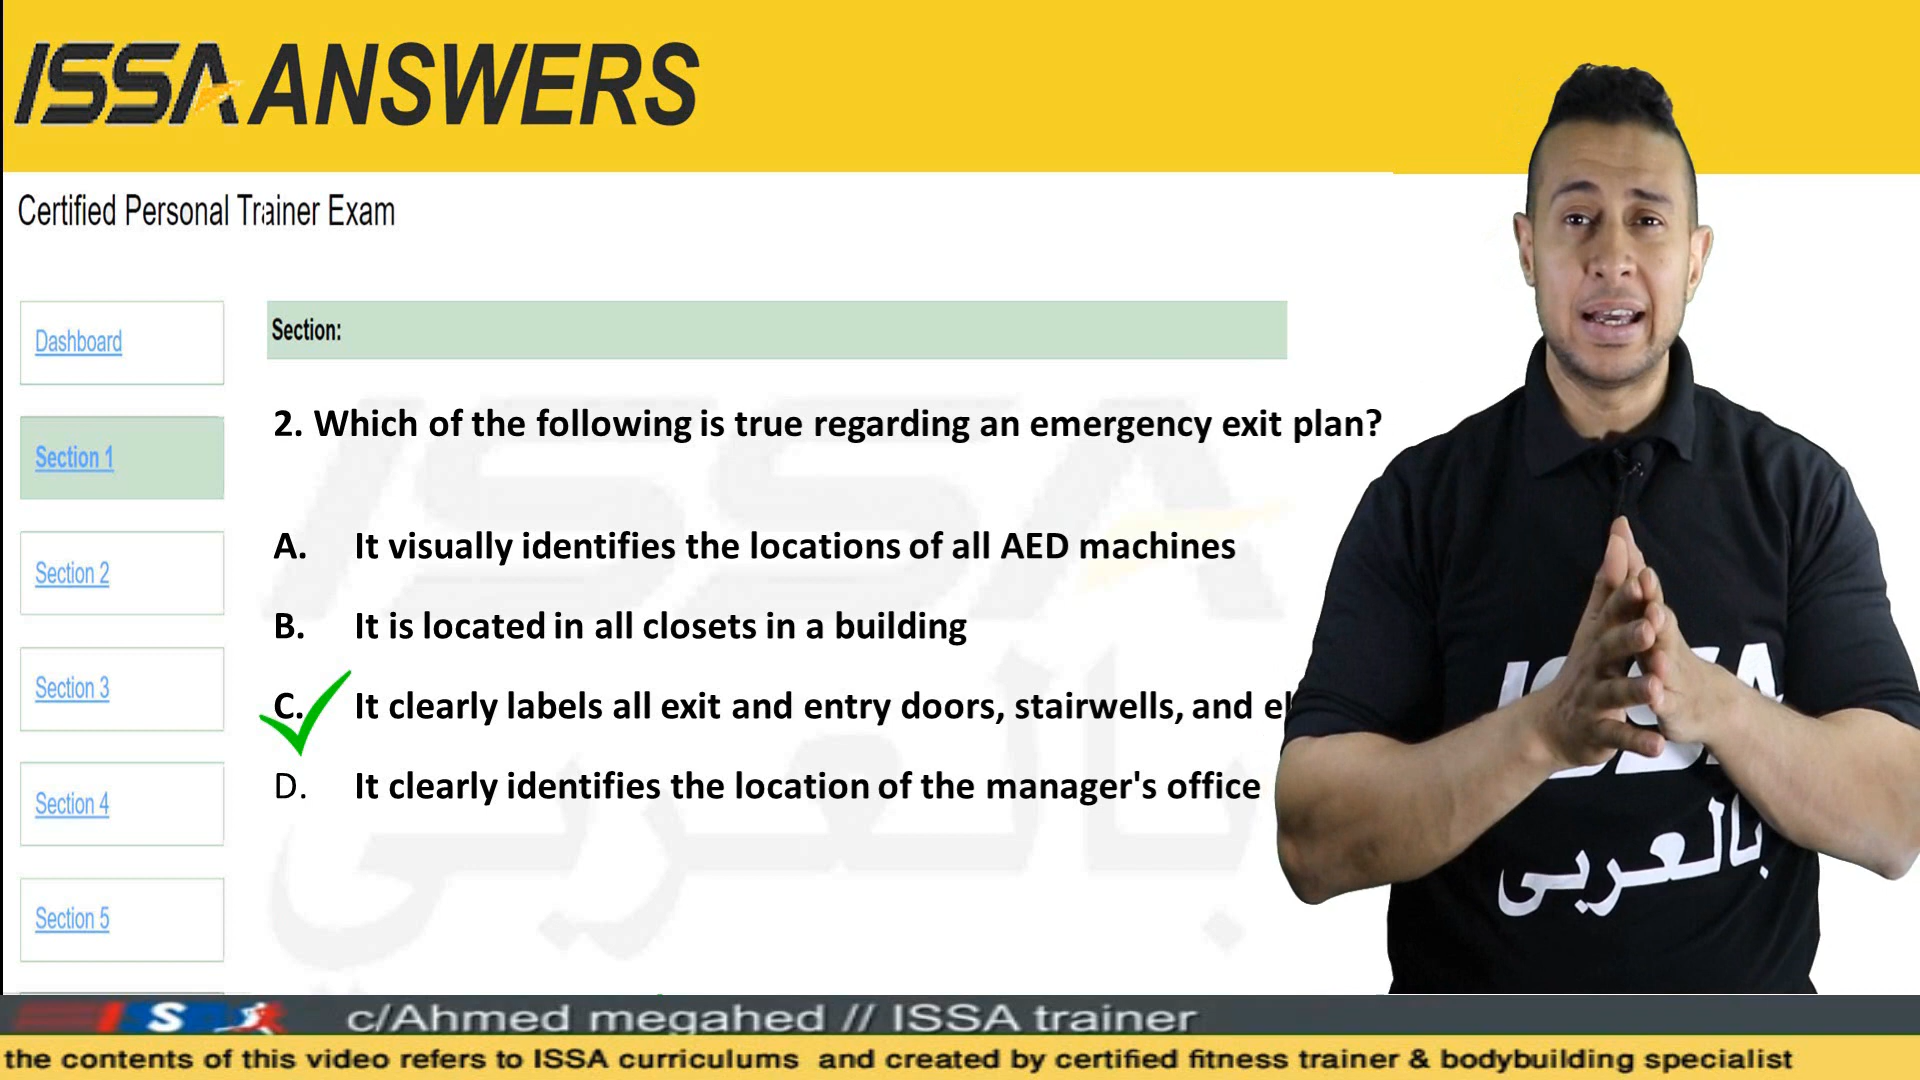 ISSA ANSWERS
Certified Personal Trainer Exam
Dashboard
Section:
Section 1
2. Which of the following is true regarding an emergency exit plan?
A. It visually identifies the locations of all AED machines
Section 2
B. It is located in all closets in a building
Section 3
C. It clearly labels all exit and entry doors, stairwells, and
Section 4
D. It clearly identifies the location of the manager's office
Section 5
ISSA
بالعربي
ISSA
بالعربى
c/Ahmed megahed // ISSA trainer
the contents of this video refers to ISSA curriculums and created by certified fitness trainer & bodybuilding specialist